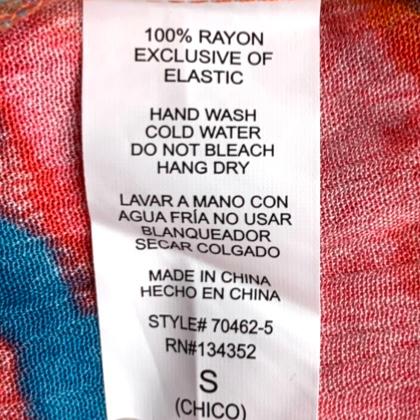 100% RAYON
EXCLUSIVE OF
ELASTIC
HAND WASH
COLD WATER
DO NOT BLEACH
HANG DRY
LAVAR A MANO CON
AGUA FRÍA NO USAR
BLANQUEADOR
SECAR COLGADO
MADE IN CHINA
HECHO EN CHINA
STYLE# 70462-5
RN#134352
S
(CHICO)